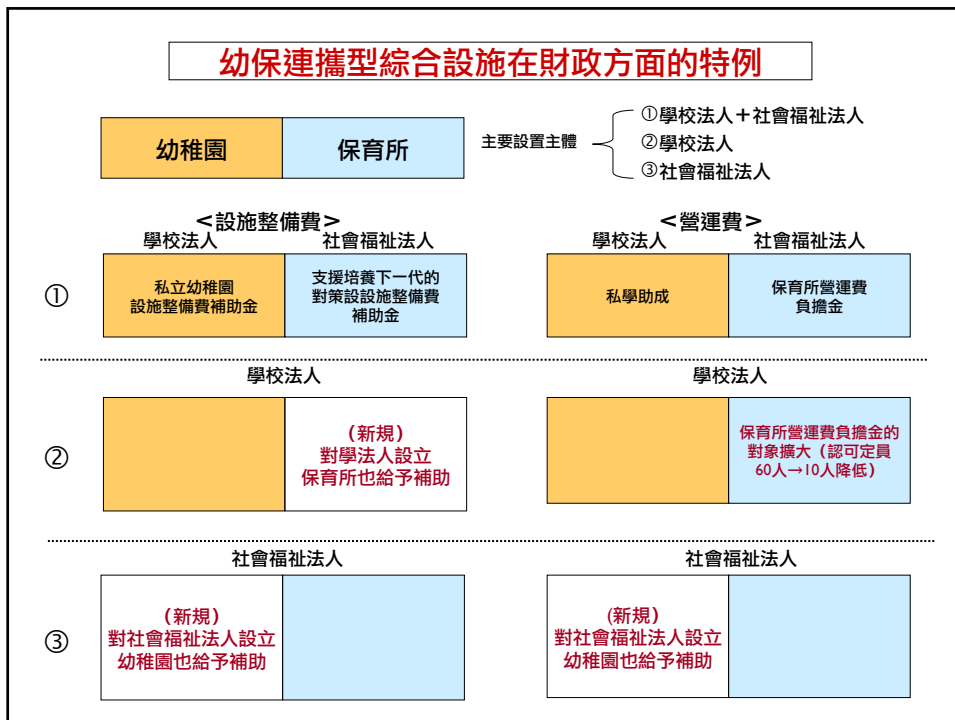 幼保連攜型綜合設施在財政方面的特例
幼稚園
保育所
主要設置主體
①學校法人＋社會福祉法人
②學校法人
③社會福祉法人
＜設施整備費＞
學校法人
社會福祉法人
＜營運費＞
學校法人
社會福祉法人
①
私立幼稚園
設施整備費補助金
支援培養下一代的
對策設設施整備費
補助金
私學助成
保育所營運費
負擔金
學校法人
學校法人
②
（新規）
對學法人設立
保育所也給予補助
保育所營運費負擔金的
對象擴大（認可定員
60人→10人降低）
社會福祉法人
社會福祉法人
③
（新規）
對社會福祉法人設立
幼稚園也給予補助
（新規）
對社會福祉法人設立
幼稚園也給予補助